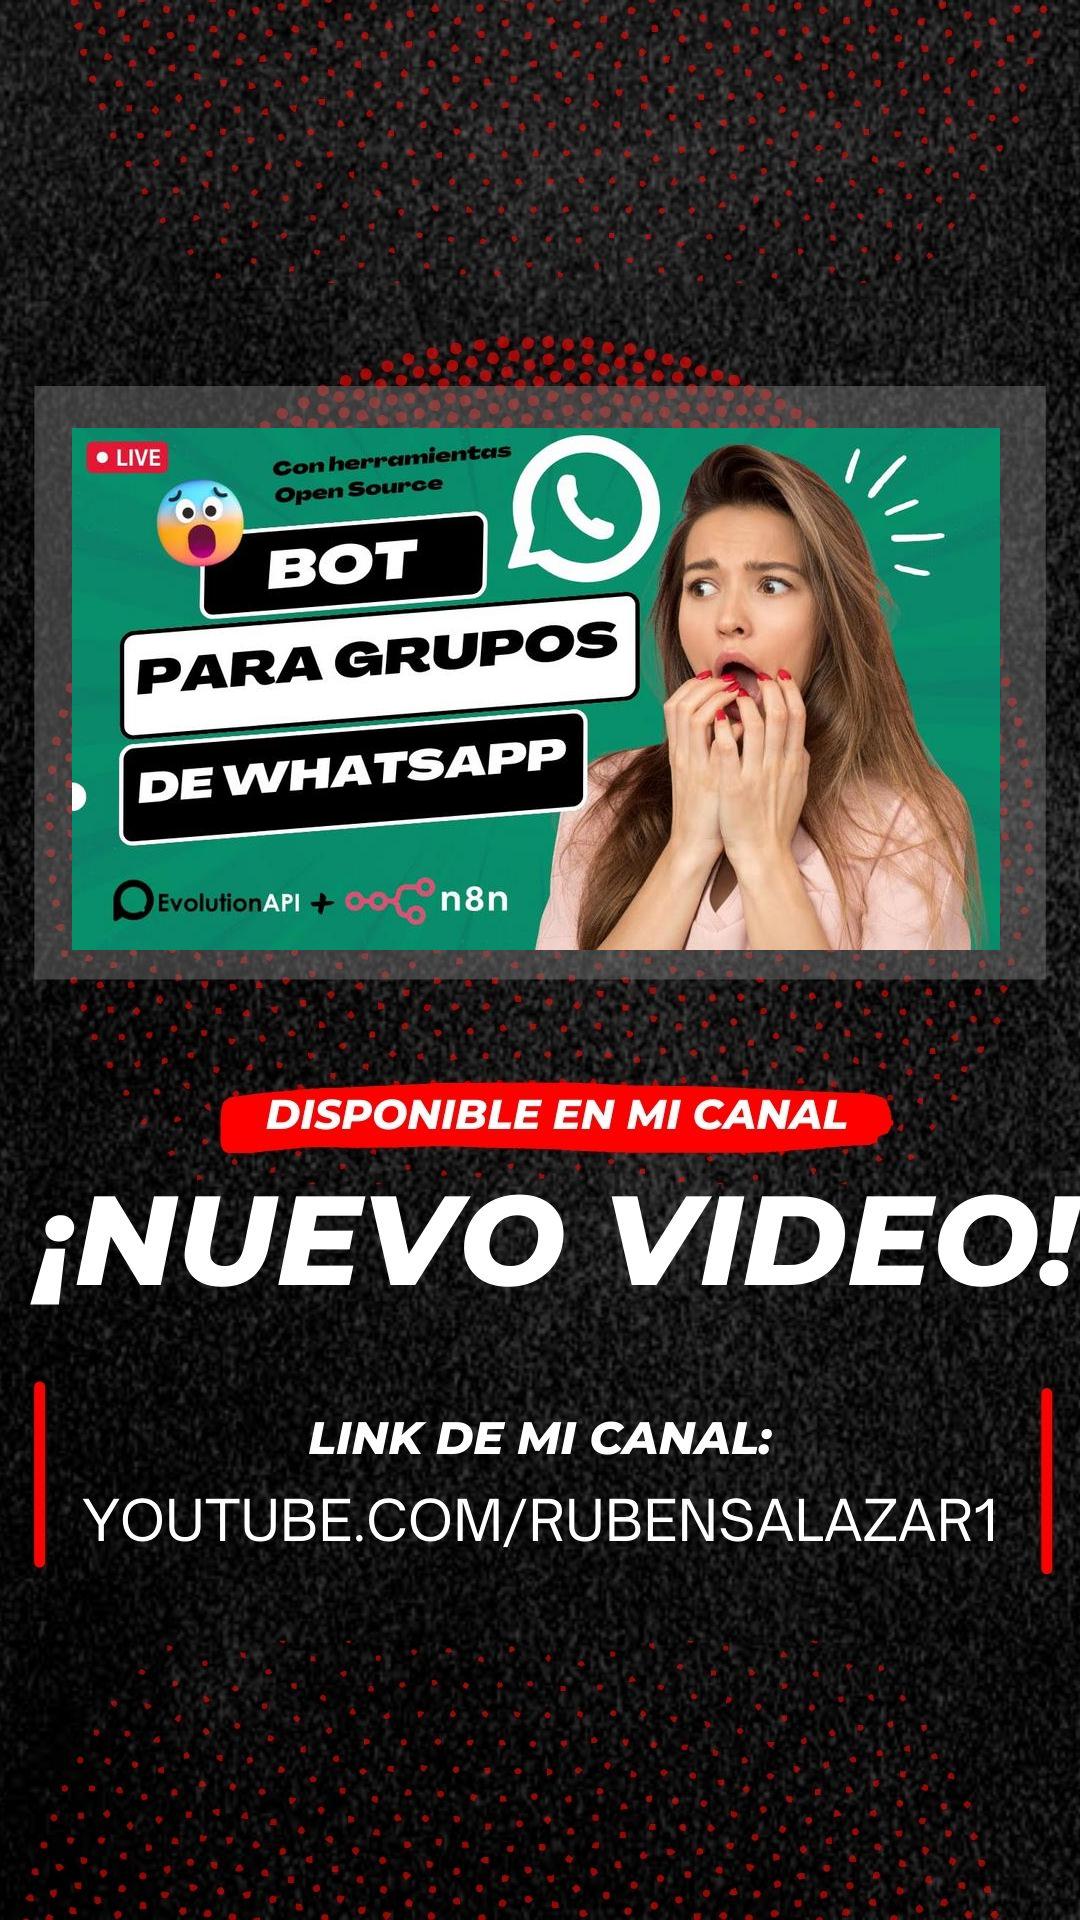 LIVE
Con herramientas
Open Source
BOT
PARA GRUPOS
DE WHATSAPP
EvolutionAPI + n8n
DISPONIBLE EN MI CANAL
¡NUEVO VIDEO!
LINK DE MI CANAL:
YOUTUBE.COM/RUBENSALAZAR1